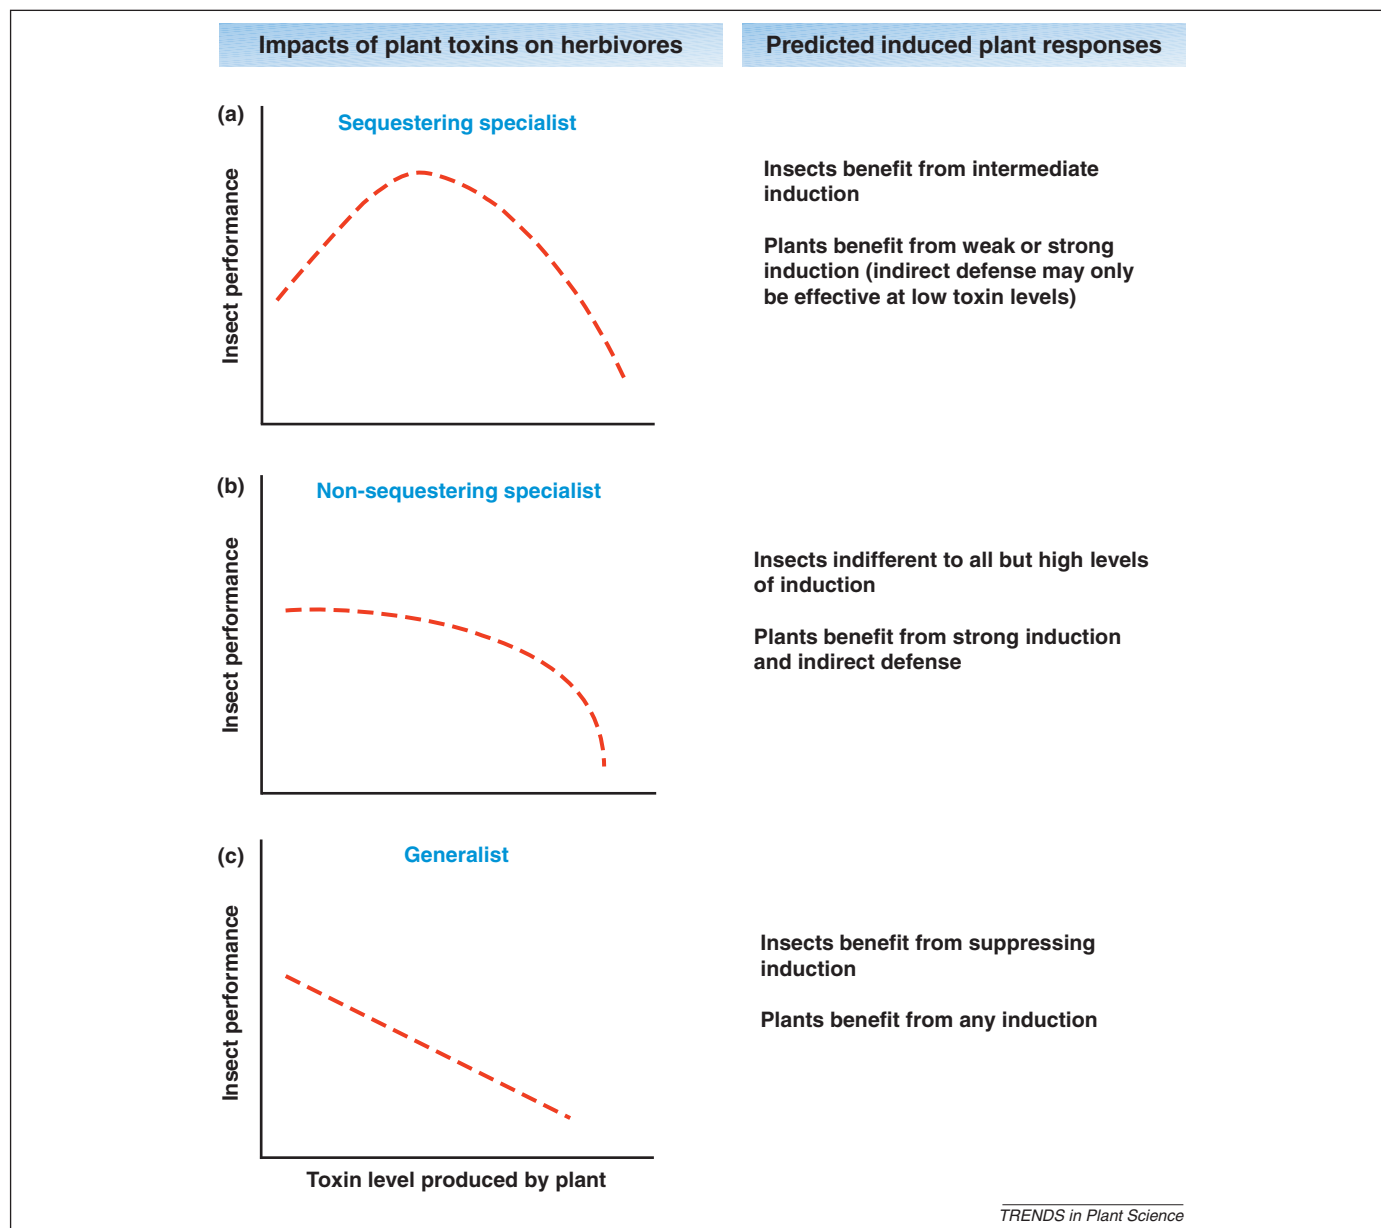 Impacts of plant toxins on herbivores
Predicted induced plant responses
(a)
Sequestering specialist
Insect performance
Insects benefit from intermediate
induction
Plants benefit from weak or strong
induction (indirect defense may only
be effective at low toxin levels)
(b)
Non-sequestering specialist
Insect performance
Insects indifferent to all but high levels
of induction
Plants benefit from strong induction
and indirect defense
(c)
Generalist
Insect performance
Insects benefit from suppressing
induction
Plants benefit from any induction
Toxin level produced by plant
TRENDS in Plant Science